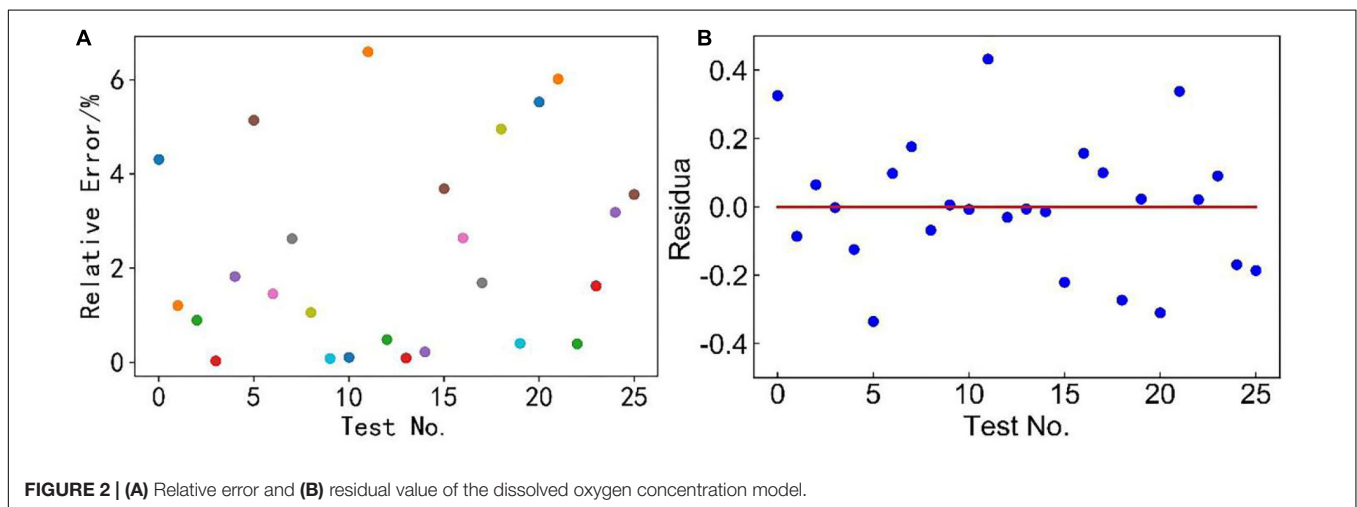 A
Relative Error/%
6
4
2
0
0 5 10 15 20 25
Test No.
B
Residua
0.4
0.2
0.0
-0.2
-0.4
0 5 10 15 20 25
Test No.
FIGURE 2 | (A) Relative error and (B) residual value of the dissolved oxygen concentration model.